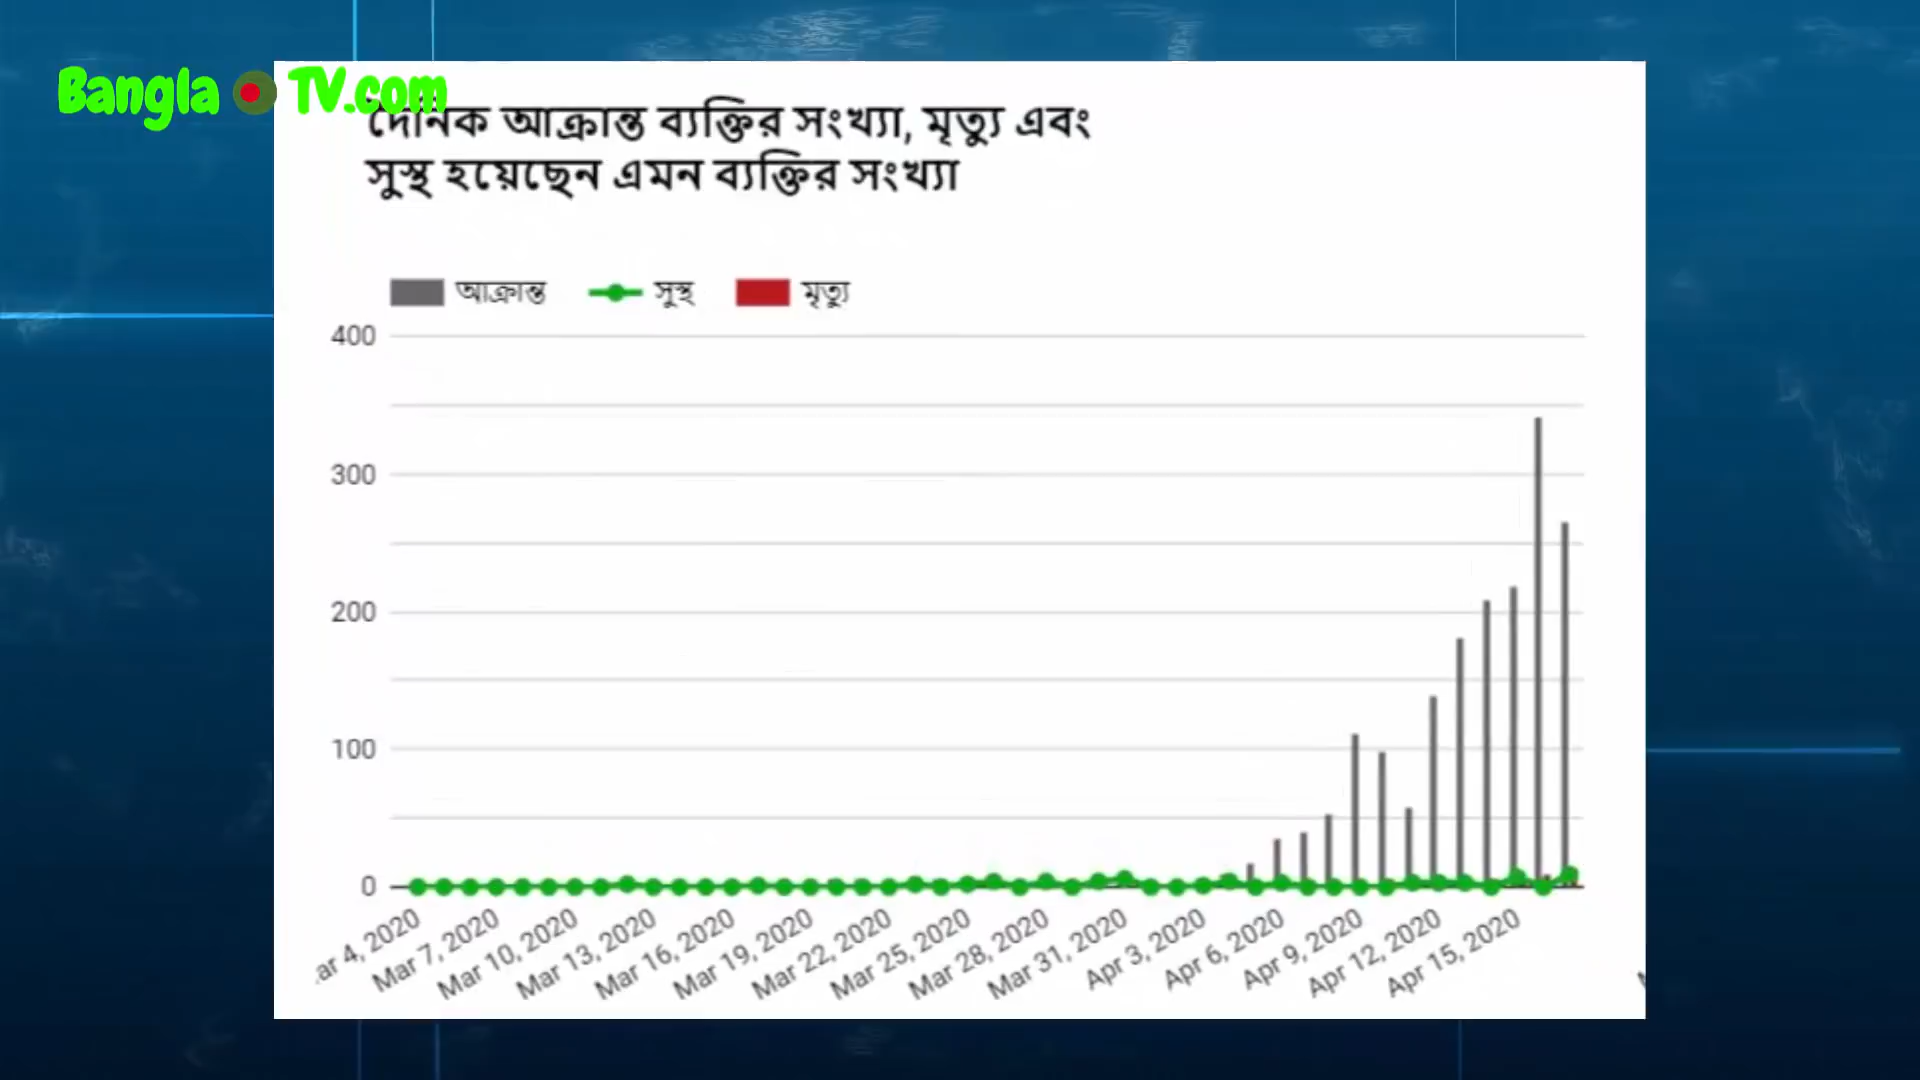 Bangla TV.com
দৈনিক আক্রান্ত ব্যক্তির সংখ্যা, মৃত্যু এবং
সুস্থ হয়েছেন এমন ব্যক্তির সংখ্যা
আক্রান্ত সুস্থ মৃত্যু
400
300
200
100
0
ar 4, 2020
Mar 7, 2020
Mar 10, 2020
Mar 13, 2020
Mar 16, 2020
Mar 19, 2020
Mar 22, 2020
Mar 25, 2020
Mar 28, 2020
Mar 31, 2020
Apr 3, 2020
Apr 6, 2020
Apr 9, 2020
Apr 12, 2020
Apr 15, 2020